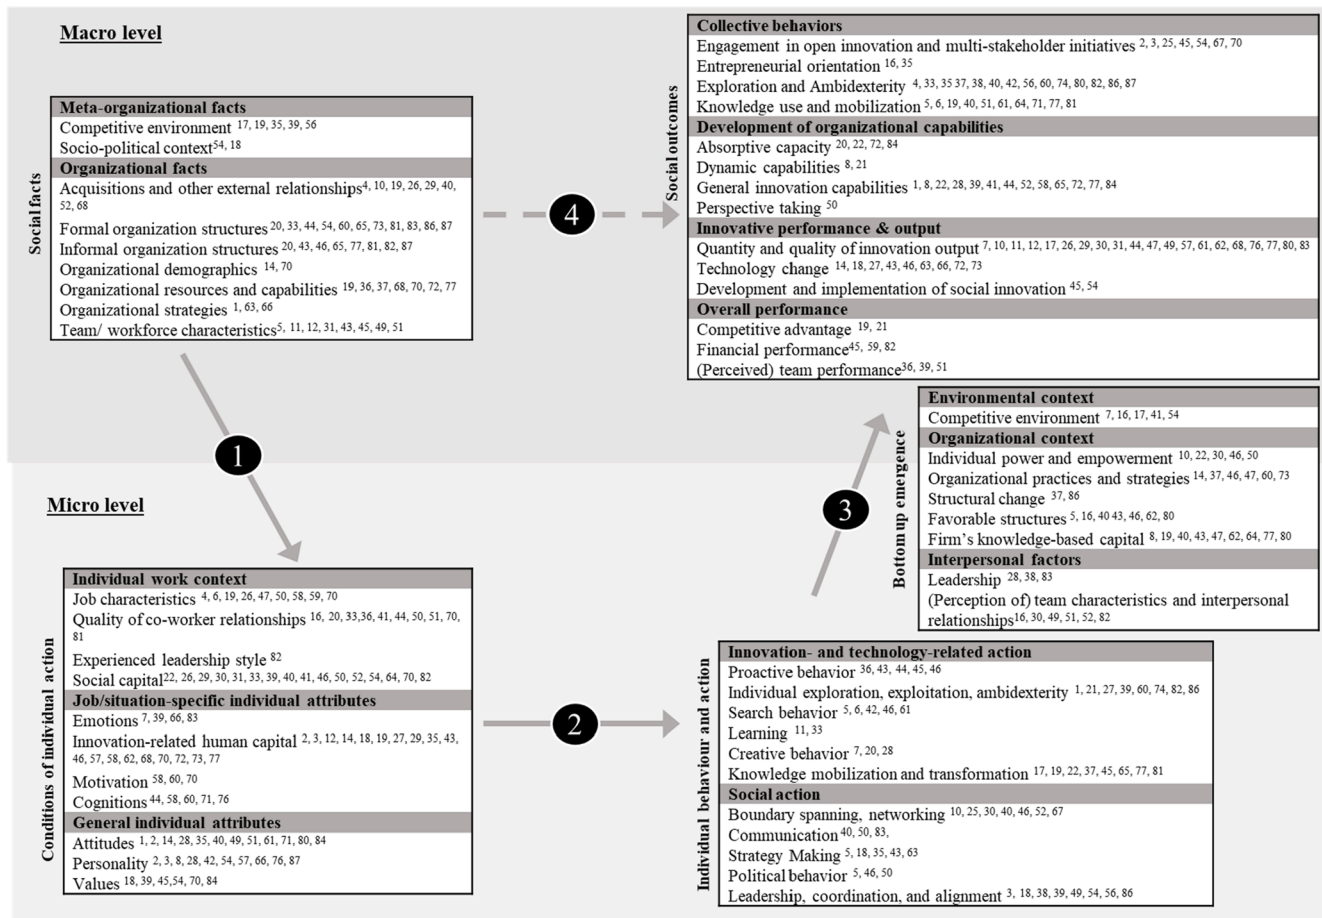 Macro level
Social facts
Meta-organizational facts
Competitive environment 17, 19, 35, 39, 56
Socio-political context54, 18
Organizational facts
Acquisitions and other external relationships4, 10, 19, 26, 29, 40,
52, 68
Formal organization structures 20, 33, 44, 54, 60, 65, 73, 81, 83, 86, 87
Informal organization structures 20, 43, 46, 65, 77, 81, 82, 87
Organizational demographics 14, 70
Organizational resources and capabilities 19, 36, 37, 68, 70, 72, 77
Organizational strategies 1, 63, 66
Team/ workforce characteristics5, 11, 12, 31, 43, 45, 49, 51
4
Social outcomes
Collective behaviors
Engagement in open innovation and multi-stakeholder initiatives 2, 3, 25, 45, 54, 67, 70
Entrepreneurial orientation 16, 35
Exploration and Ambidexterity 4, 33, 35 37, 38, 40, 42, 56, 60, 74, 80, 82, 86, 87
Knowledge use and mobilization 5, 6, 19, 40, 51, 61, 64, 71, 77, 81
Development of organizational capabilities
Absorptive capacity 20, 22, 72, 84
Dynamic capabilities 8, 21
General innovation capabilities 1, 8, 22, 28, 39, 41, 44, 52, 58, 65, 72, 77, 84
Perspective taking 50
Innovative performance & output
Quantity and quality of innovation output 7, 10, 11, 12, 17, 26, 29, 30, 31, 44, 47, 49, 57, 61, 62, 68, 76, 77, 80, 83
Technology change 14, 18, 27, 43, 46, 63, 66, 72, 73
Development and implementation of social innovation 45, 54
Overall performance
Competitive advantage 19, 21
Financial performance45, 59, 82
(Perceived) team performance36, 39, 51
1
Micro level
Conditions of individual action
Individual work context
Job characteristics 4, 6, 19, 26, 47, 50, 58, 59, 70
Quality of co-worker relationships 16, 20, 33,36, 41, 44, 50, 51, 70,
81
Experienced leadership style 82
Social capital22, 26, 29, 30, 31, 33, 39, 40, 41, 46, 50, 52, 54, 64, 70, 82
Job/situation-specific individual attributes
Emotions 7, 39, 66, 83
Innovation-related human capital 2, 3, 12, 14, 18, 19, 27, 29, 35, 43,
46, 57, 58, 62, 68, 70, 72, 73, 77
Motivation 58, 60, 70
Cognitions 44, 58, 60, 71, 76
General individual attributes
Attitudes 1, 2, 14, 28, 35, 40, 49, 51, 61, 71, 80, 84
Personality 2, 3, 8, 28, 42, 54, 57, 66, 76, 87
Values 18, 39, 45,54, 70, 84
2
3
Bottom up emergence
Environmental context
Competitive environment 7, 16, 17, 41, 54
Organizational context
Individual power and empowerment 10, 22, 30, 46, 50
Organizational practices and strategies 14, 37, 46, 47, 60, 73
Structural change 37, 86
Favorable structures 5, 16, 40 43, 46, 62, 80
Firm's knowledge-based capital 8, 19, 40, 43, 47, 62, 64, 77, 80
Interpersonal factors
Leadership 28, 38, 83
(Perception of) team characteristics and interpersonal
relationships16, 30, 49, 51, 52, 82
Individual behaviour and action
Innovation- and technology-related action
Proactive behavior 36, 43, 44, 45, 46
Individual exploration, exploitation, ambidexterity 1, 21, 27, 39, 60, 74, 82, 86
Search behavior 5, 6, 42, 46, 61
Learning 11, 33
Creative behavior 7, 20, 28
Knowledge mobilization and transformation 17, 19, 22, 37, 45, 65, 77, 81
Social action
Boundary spanning, networking 10, 25, 30, 40, 46, 52, 67
Communication 40, 50, 83,
Strategy Making 5, 18, 35, 43, 63
Political behavior 5, 46, 50
Leadership, coordination, and alignment 3, 18, 38, 39, 49, 54, 56, 86